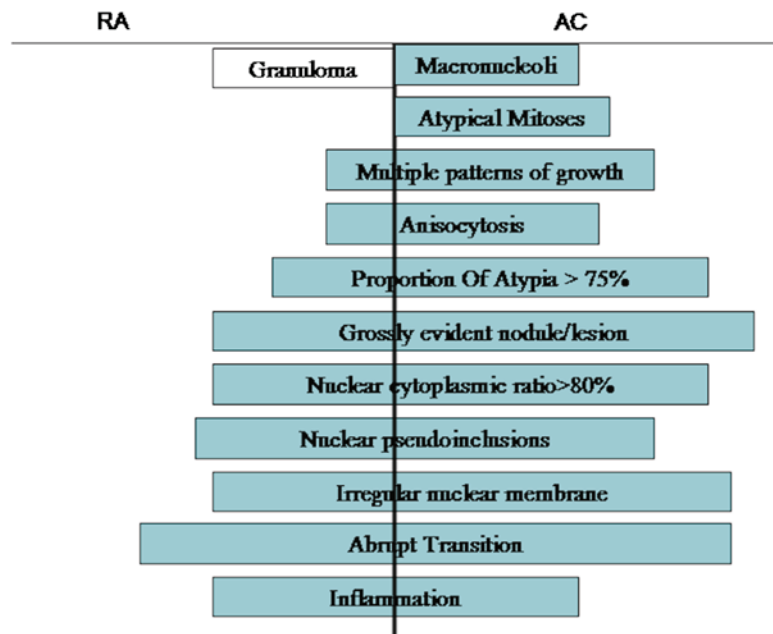 RA AC
Granuloma Macronucleoli
Atypical Mitoses
Multiple patterns of growth
Anisocytosis
Proportion Of Atypia > 75%
Grossly evident nodule/lesion
Nuclear cytoplasmic ratio>80%
Nuclear pseudoinclusions
Irregular nuclear membrane
Abrupt Transition
Inflammation